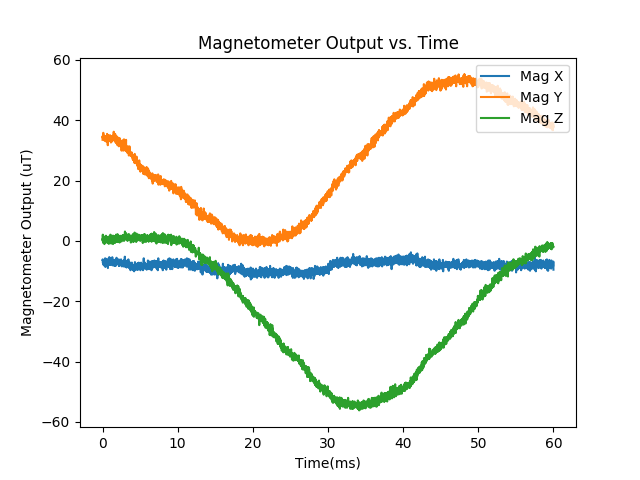 Magnetometer Output vs. Time
Mag X
Mag Y
Mag Z
Magnetometer Output (uT)
60
40
20
0
−20
−40
−60
0 10 20 30 40 50 60
Time(ms)